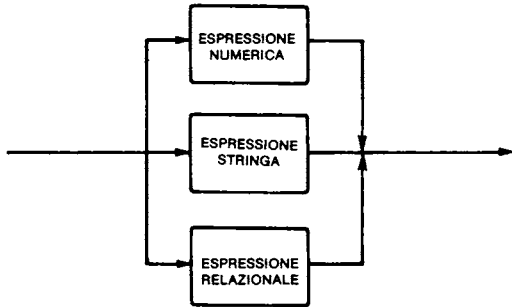 ESPRESSIONE
NUMERICA
ESPRESSIONE
STRINGA
ESPRESSIONE
RELAZIONALE